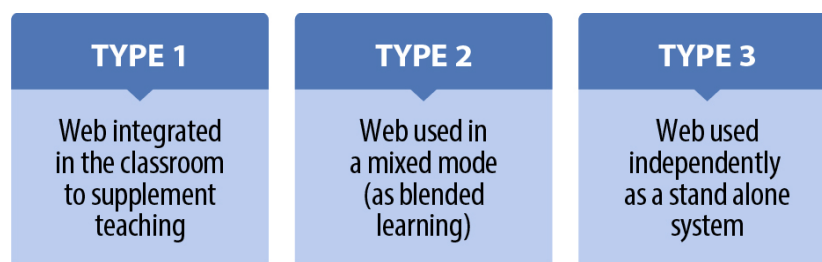 TYPE 1
Web integrated
in the classroom
to supplement
teaching
TYPE 2
Web used in
a mixed mode
(as blended
learning)
TYPE 3
Web used
independently
as a stand alone
system